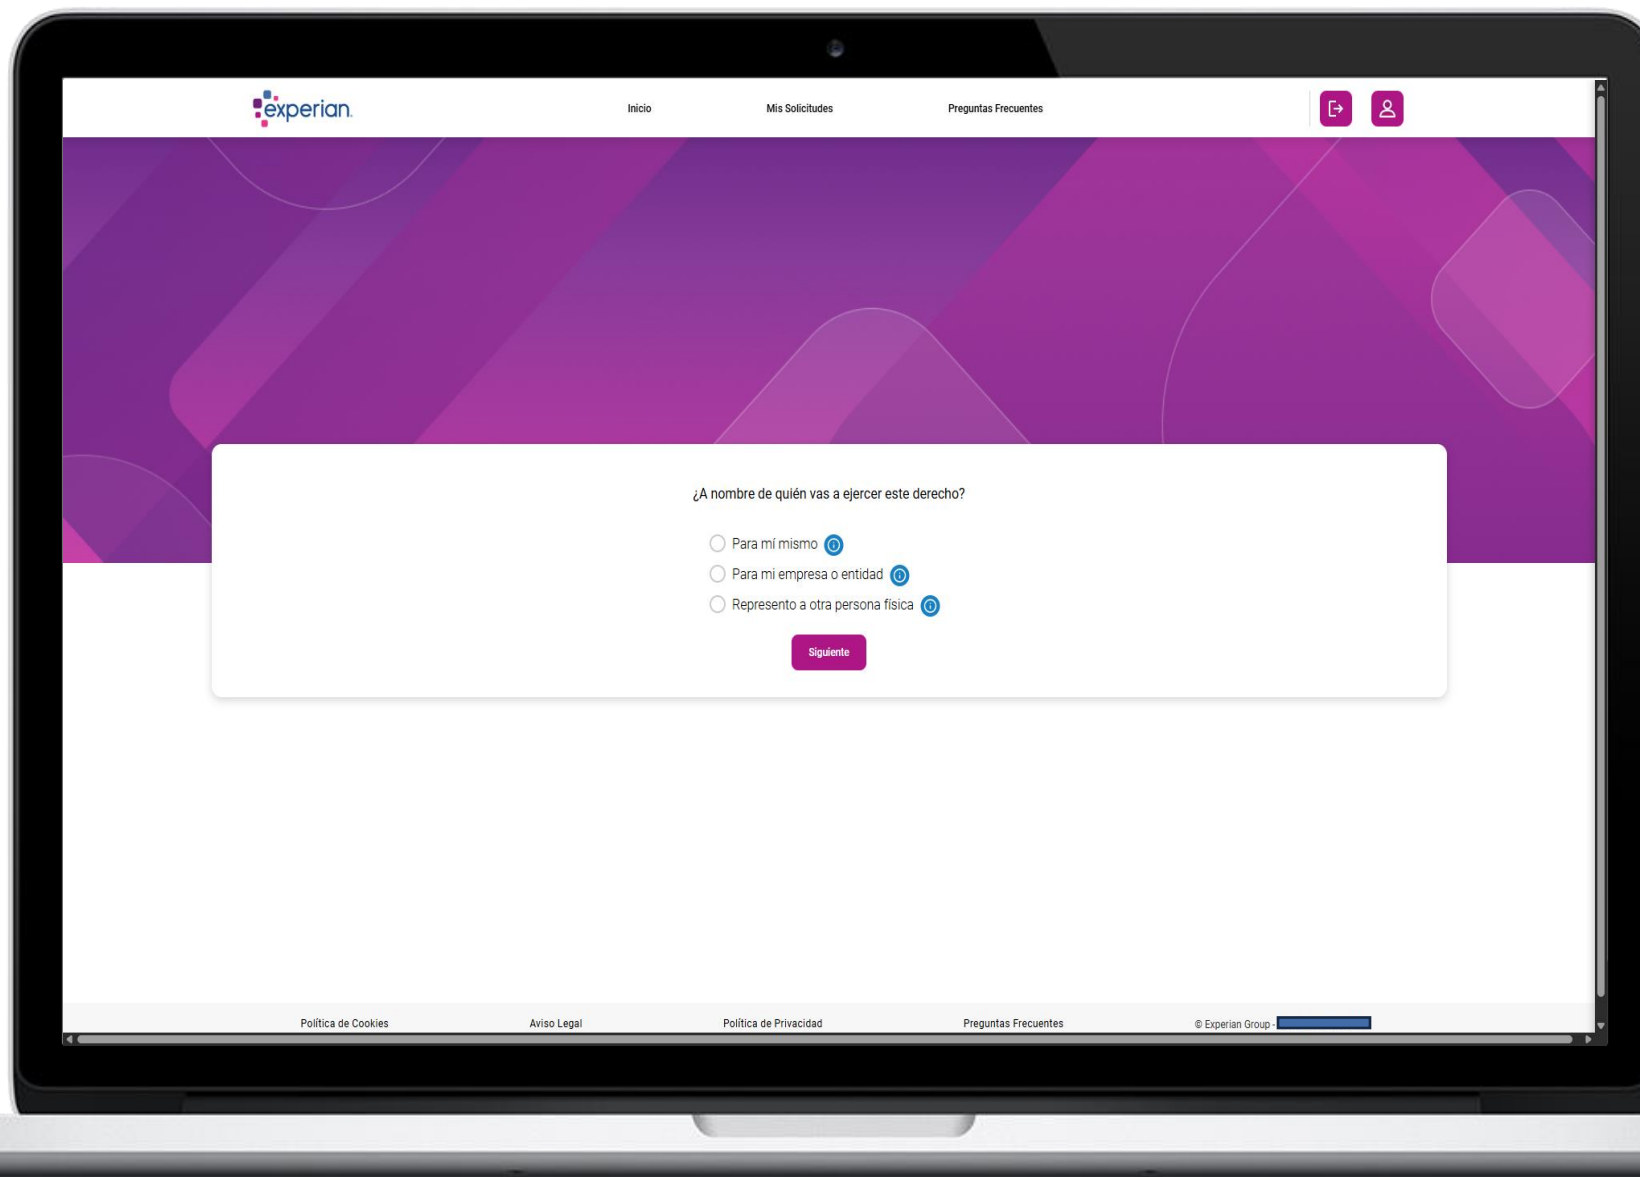 experian.
Inicio
Mis Solicitudes
Preguntas Frecuentes
¿A nombre de quién vas a ejercer este derecho?
Para mí mismo
Para mi empresa o entidad
Represento a otra persona física
Siguiente
Política de Cookies
Aviso Legal
Política de Privacidad
Preguntas Frecuentes
© Experian Group -